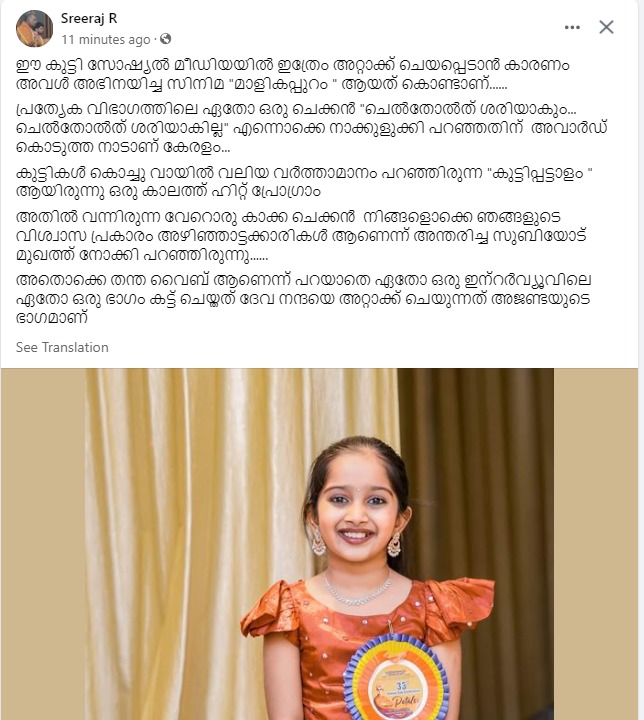 Sreeraj R
11 minutes ago ·
ഈ കുട്ടി സോഷ്യൽ മീഡിയയിൽ ഇത്രേം അറ്റാക്ക് ചെയപ്പെടാൻ കാരണം
അവൾ അഭിനയിച്ച സിനിമ "മാളികപ്പുറം " ആയത് കൊണ്ടാണ്......
പ്രത്യേക വിഭാഗത്തിലെ ഏതോ ഒരു ചെക്കൻ "ചെൽതോൽത് ശരിയാകും...
ചെൽതോൽത് ശരിയാകില്ല" എന്നൊക്കെ നാക്കുളുക്കി പറഞ്ഞതിന് അവാർഡ്
കൊടുത്ത നാടാണ് കേരളം...
കുട്ടികൾ കൊച്ചു വായിൽ വലിയ വർത്താമാനം പറഞ്ഞിരുന്ന "കുട്ടിപ്പട്ടാളം "
ആയിരുന്നു ഒരു കാലത്ത് ഹിറ്റ് പ്രോഗ്രാം
അതിൽ വന്നിരുന്ന വേറൊരു കാക്ക ചെക്കൻ നിങ്ങളൊക്കെ ഞങ്ങളുടെ
വിശ്വാസ പ്രകാരം അഴിഞ്ഞാട്ടക്കാരികൾ ആണെന്ന് അന്തരിച്ച സുബിയോട്
മുഖത്ത് നോക്കി പറഞ്ഞിരുന്നു......
അതൊക്കെ തന്ത വൈബ് ആണെന്ന് പറയാതെ ഏതോ ഒരു ഇന്റർവ്യൂവിലെ
ഏതോ ഒരു ഭാഗം കട്ട് ചെയ്തത് ദേവ നന്ദയെ അറ്റാക്ക് ചെയുന്നത് അജണ്ടയുടെ
ഭാഗമാണ്
See Translation
35
Petals